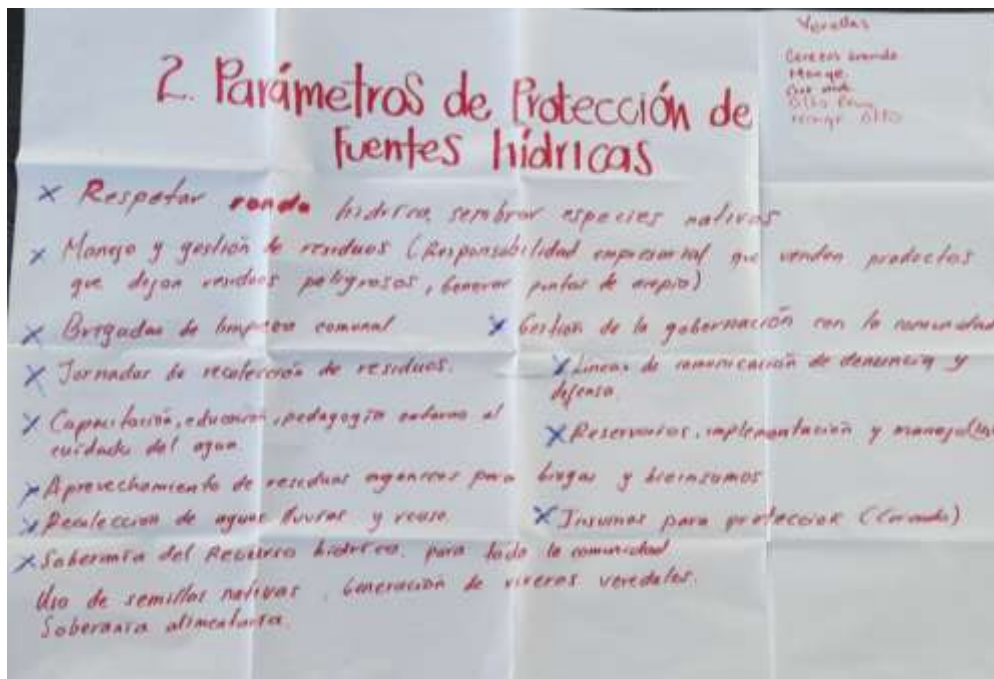 Veredas
Monge
2. Parámetros de Protección de
fuentes hídricas
X Respetar ronda hídrica, sembrar especies nativas
X Manejo y gestión de residuos (Responsabilidad empresarial que venden productos
que dejan residuos peligrosos, Generar puntos de acopio)
X Brigadas de limpieza comunal
X Gestión de la gobernación con la comunidad
X Jornadas de recolección de residuos.
X Lineas de comunicación de denuncia y
defensa.
X Capacitación, educación, pedagogía entorno al
cuidado del agua.
X Reservorios, implementación y manejo
X Aprovechamiento de residuos organicos para biogas y bioinsumos
X Recolección de aguas lluvias y reuso.
X Insumos para protección (Cercado)
X Soberanía del Recurso hídrico, para toda la comunidad
Uso de semillas nativas, Generación de viveros veredales.
Soberanía alimentaria.